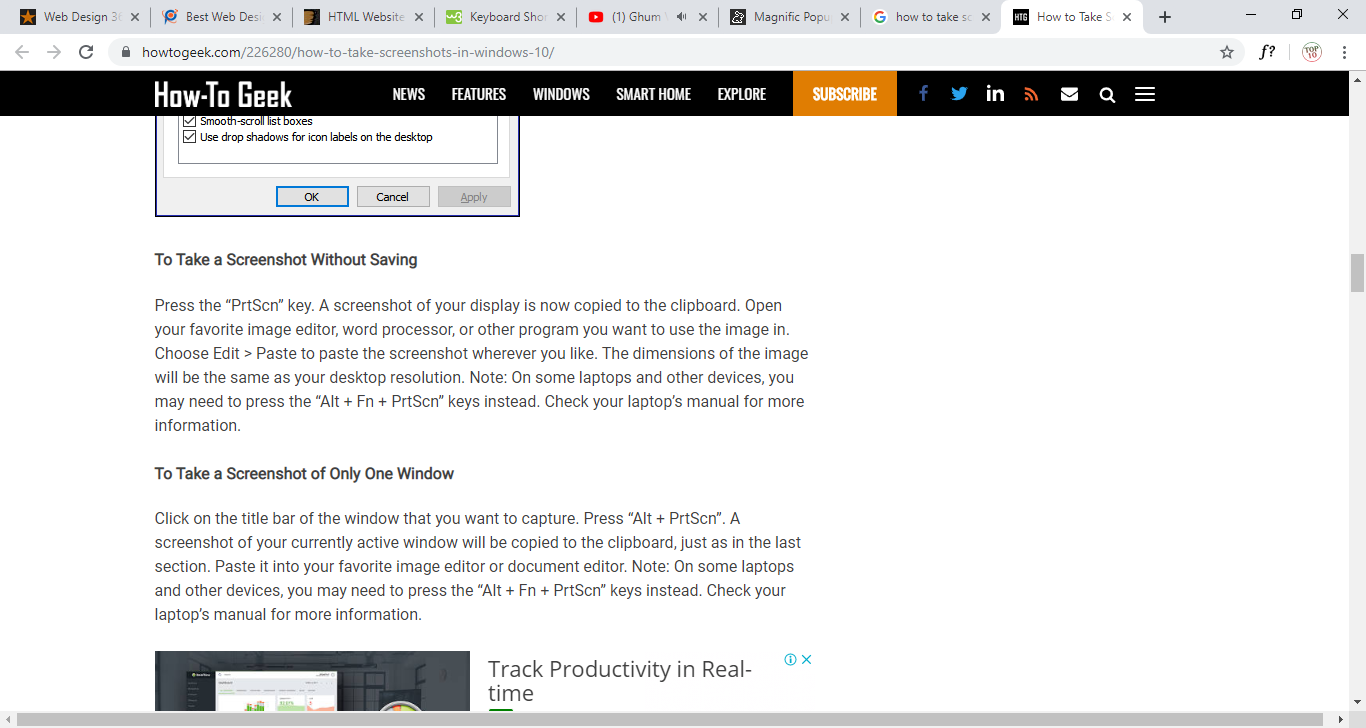 Web Design 36
Best Web Desi
HTML Website
Keyboard Shor
(1) Ghum
Magnific Popu
how to take sc
HTG
How to Take S
howtogeek.com/226280/how-to-take-screenshots-in-windows-10/
f?
TOP
10
How-To Geek
NEWS
FEATURES
WINDOWS
SMART HOME
EXPLORE
SUBSCRIBE
Smooth-scroll list boxes
Use drop shadows for icon labels on the desktop
OK
Cancel
Apply
To Take a Screenshot Without Saving
Press the “PrtScn” key. A screenshot of your display is now copied to the clipboard. Open
your favorite image editor, word processor, or other program you want to use the image in.
Choose Edit > Paste to paste the screenshot wherever you like. The dimensions of the image
will be the same as your desktop resolution. Note: On some laptops and other devices, you
may need to press the “Alt + Fn + PrtScn” keys instead. Check your laptop’s manual for more
information.
To Take a Screenshot of Only One Window
Click on the title bar of the window that you want to capture. Press “Alt + PrtScn”. A
screenshot of your currently active window will be copied to the clipboard, just as in the last
section. Paste it into your favorite image editor or document editor. Note: On some laptops
and other devices, you may need to press the “Alt + Fn + PrtScn” keys instead. Check your
laptop’s manual for more information.
Track Productivity in Real-
time